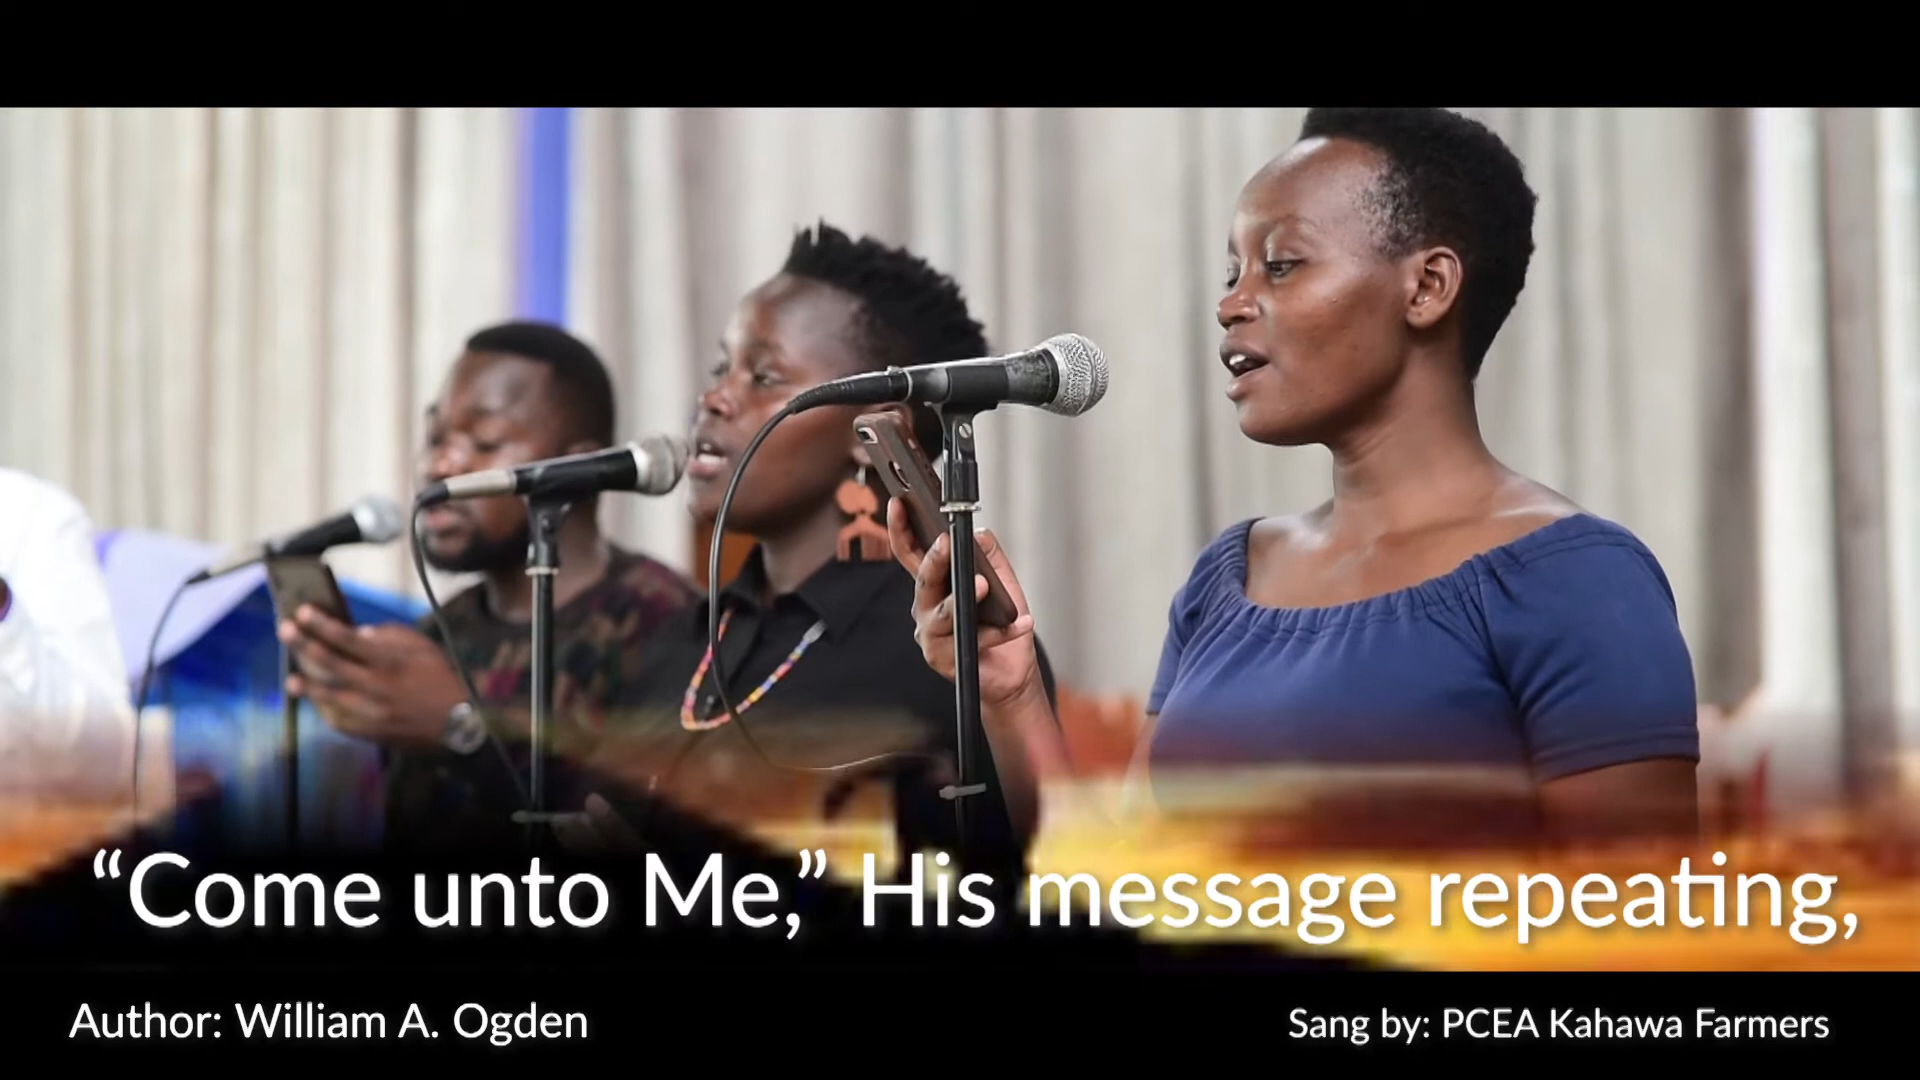 “Come unto Me,” His message repeating,
Author: William A. Ogden
Sang by: PCEA Kahawa Farmers